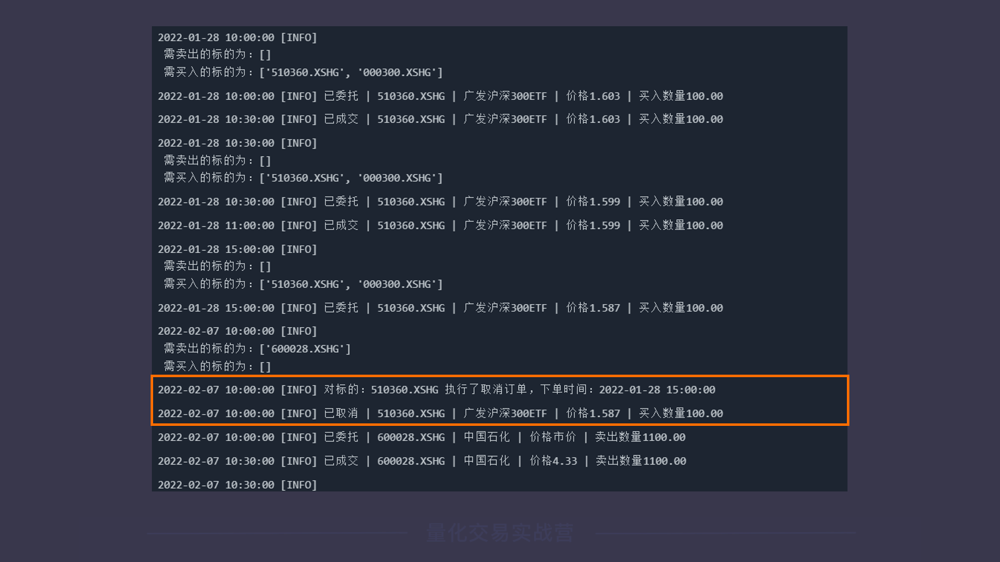 2022-01-28 10:00:00 [INFO]
需卖出的标的为：[]
需买入的标的为：['510360.XSHG', '000300.XSHG']
2022-01-28 10:00:00 [INFO] 已委托 | 510360.XSHG | 广发沪深300ETF | 价格1.603 | 买入数量100.00
2022-01-28 10:30:00 [INFO] 已成交 | 510360.XSHG | 广发沪深300ETF | 价格1.603 | 买入数量100.00
2022-01-28 10:30:00 [INFO]
需卖出的标的为：[]
需买入的标的为：['510360.XSHG', '000300.XSHG']
2022-01-28 10:30:00 [INFO] 已委托 | 510360.XSHG | 广发沪深300ETF | 价格1.599 | 买入数量100.00
2022-01-28 11:00:00 [INFO] 已成交 | 510360.XSHG | 广发沪深300ETF | 价格1.599 | 买入数量100.00
2022-01-28 15:00:00 [INFO]
需卖出的标的为：[]
需买入的标的为：['510360.XSHG', '000300.XSHG']
2022-01-28 15:00:00 [INFO] 已委托 | 510360.XSHG | 广发沪深300ETF | 价格1.587 | 买入数量100.00
2022-02-07 10:00:00 [INFO]
需卖出的标的为：['600028.XSHG']
需买入的标的为：[]
2022-02-07 10:00:00 [INFO] 对标的：510360.XSHG 执行了取消订单，下单时间：2022-01-28 15:00:00
2022-02-07 10:00:00 [INFO] 已取消 | 510360.XSHG | 广发沪深300ETF | 价格1.587 | 买入数量100.00
2022-02-07 10:00:00 [INFO] 已委托 | 600028.XSHG | 中国石化 | 价格市价 | 卖出数量1100.00
2022-02-07 10:30:00 [INFO] 已成交 | 600028.XSHG | 中国石化 | 价格4.33 | 卖出数量1100.00
2022-02-07 10:30:00 [INFO]
量化交易实战营